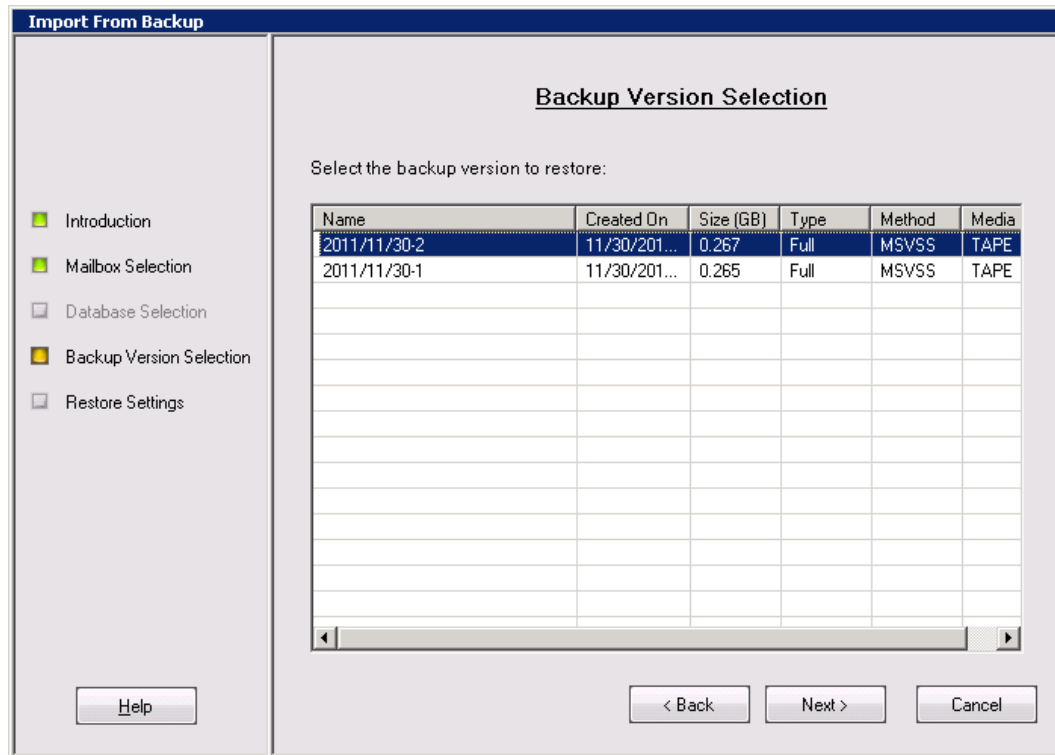 Import From Backup
Introduction
Mailbox Selection
Database Selection
Backup Version Selection
Restore Settings
Help
Backup Version Selection
Select the backup version to restore:
Name Created On Size (GB) Type Method Media
2011/11/30-2 11/30/201... 0.267 Full MSVSS TAPE
2011/11/30-1 11/30/201... 0.265 Full MSVSS TAPE
< Back Next > Cancel